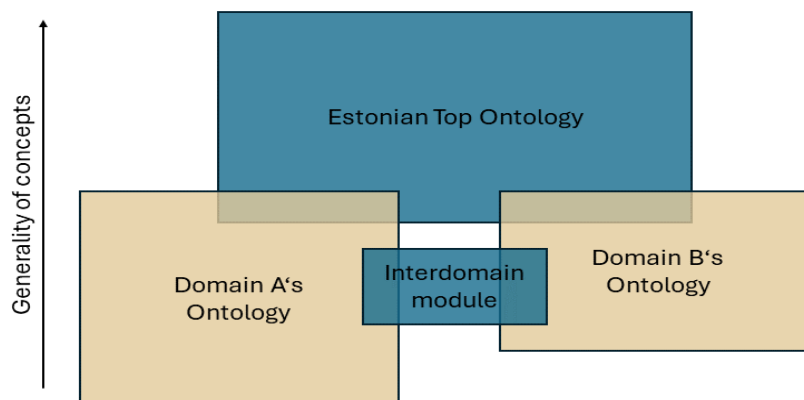 Generality of concepts
Estonian Top Ontology
Domain A‘s
Ontology
Interdomain
module
Domain B‘s
Ontology